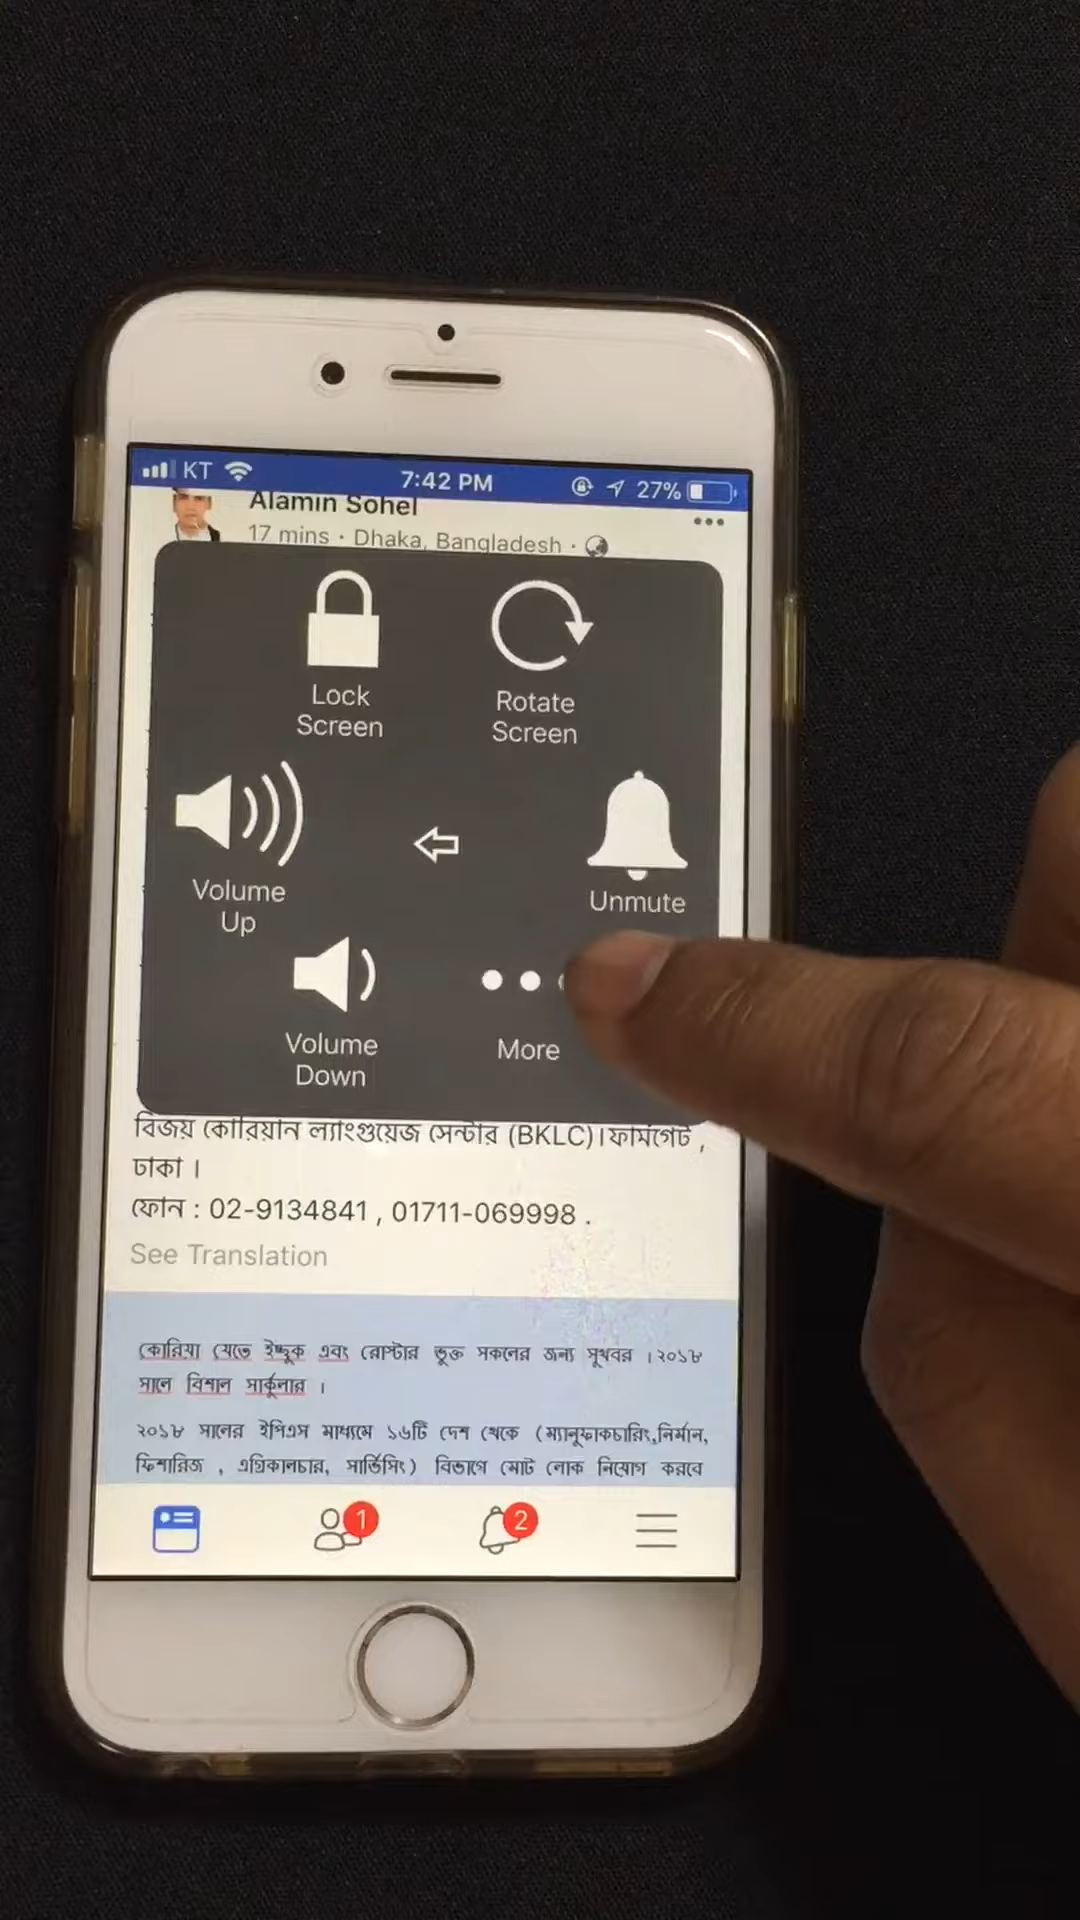 KT 7:42 PM 27%
Alamin Sohel
17 mins · Dhaka, Bangladesh ·
Lock
Screen
Rotate
Screen
Volume
Up
Unmute
Volume
Down
More
বিজয় কোরিয়ান ল্যাংগুয়েজ সেন্টার (BKLC)।ফার্মগেট ,
ঢাকা ।
ফোন : 02-9134841 , 01711-069998 .
See Translation
কোরিয়া যেতে ইচ্ছুক এবং রোস্টার ভুক্ত সকলের জন্য সুখবর । ২০১৮
সালে বিশাল সার্কুলার ।
২০১৮ সালের ইপিএস মাধ্যমে ১৬টি দেশ থেকে (ম্যানুফাকচারিং,নির্মান,
ফিশারিজ , এগ্রিকালচার, সার্ভিসিং) বিভাগে মোট লোক নিয়োগ করবে
1
2